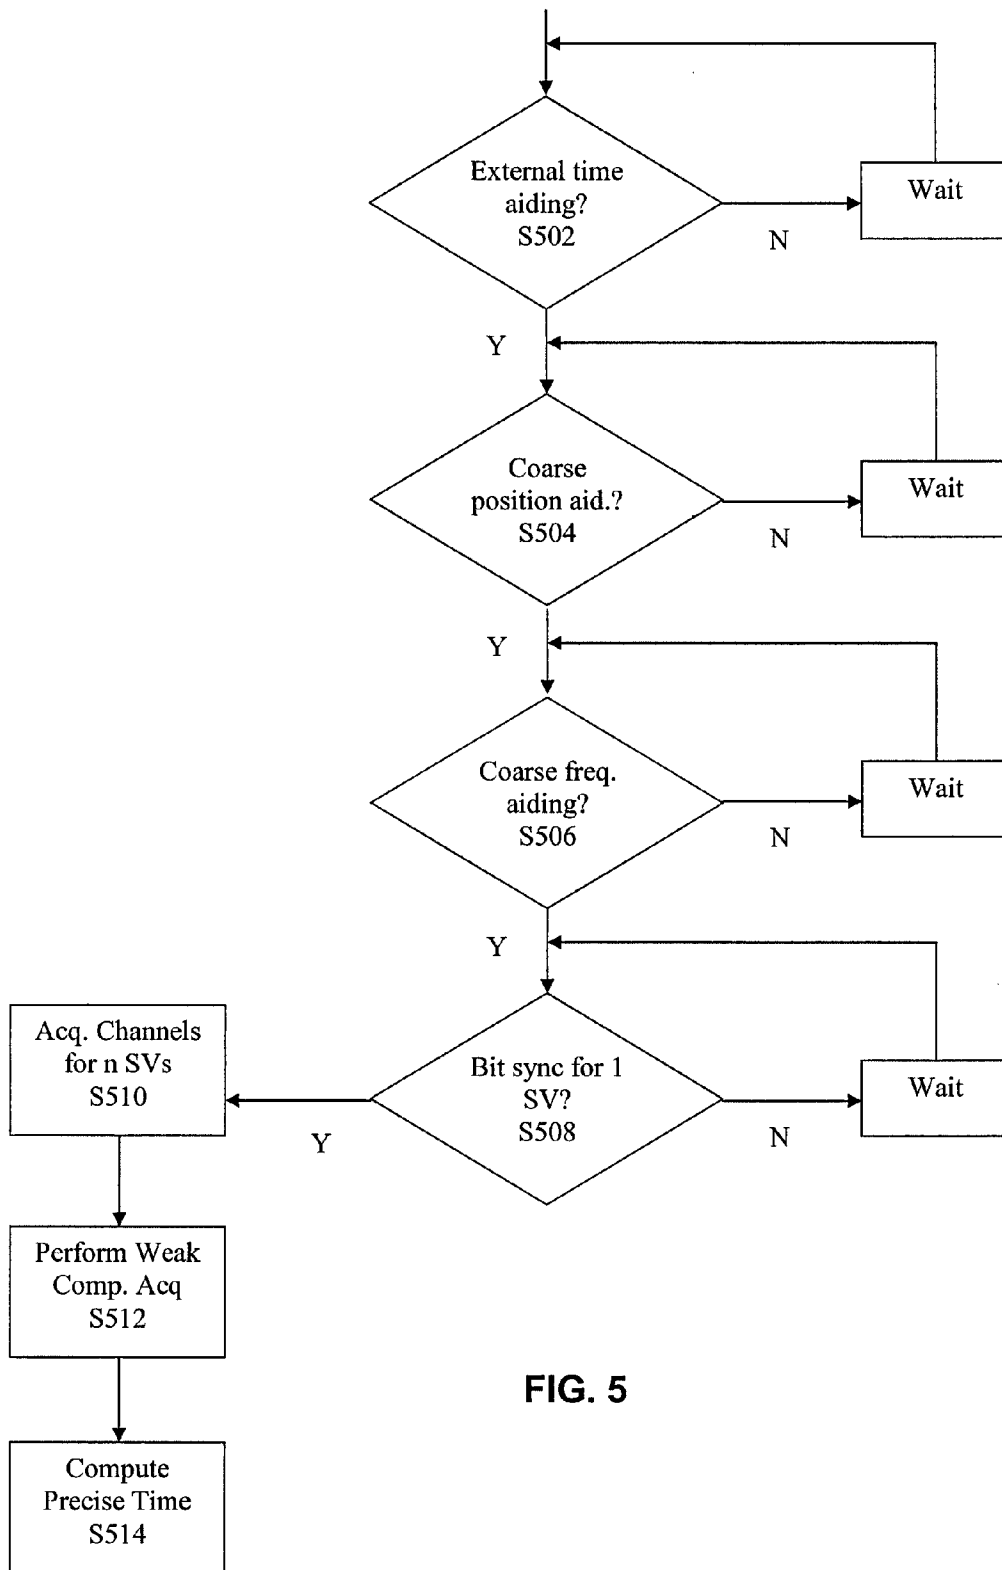 External time
aiding?
S502
Wait
N
Y
Coarse
position aid.?
S504
Wait
N
Y
Coarse freq.
aiding?
S506
Wait
N
Y
Bit sync for 1
SV?
S508
Wait
N
Y
Acq. Channels
for n SVs
S510
Perform Weak
Comp. Acq
S512
Compute
Precise Time
S514
FIG. 5